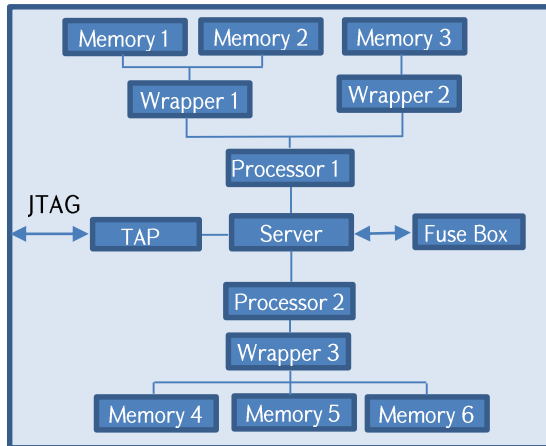 Memory 1
Memory 2
Memory 3
Wrapper 1
Wrapper 2
Processor 1
JTAG
TAP
Server
Fuse Box
Processor 2
Wrapper 3
Memory 4
Memory 5
Memory 6